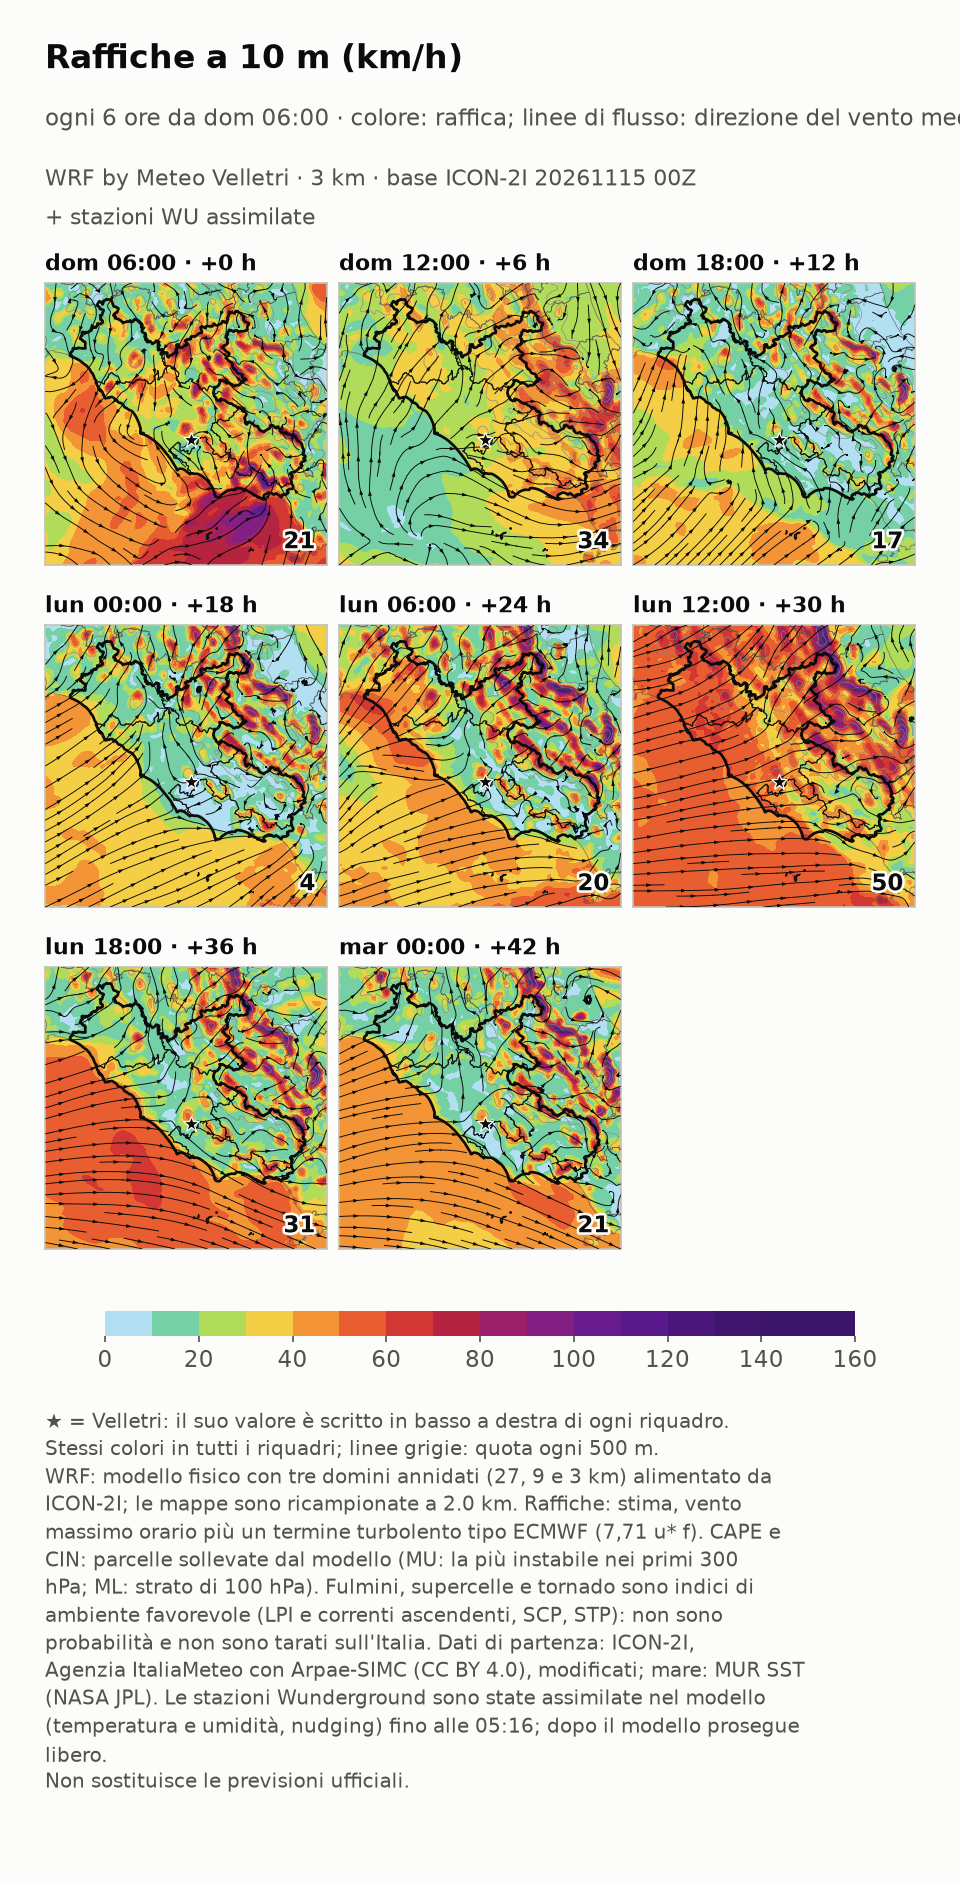 Raffiche a 10 m (km/h)
ogni 6 ore da dom 06:00 · colore: raffica; linee di flusso: direzione del vento
WRF by Meteo Velletri · 3 km · base ICON-2I 20261115 00Z
+ stazioni WU assimilate
dom 06:00 · +0 h
dom 12:00 · +6 h
dom 18:00 · +12 h
21
34
17
lun 00:00 · +18 h
lun 06:00 · +24 h
lun 12:00 · +30 h
4
20
50
lun 18:00 · +36 h
mar 00:00 · +42 h
31
21
0 20 40 60 80 100 120 140 160
★ = Velletri: il suo valore è scritto in basso a destra di ogni riquadro.
Stessi colori in tutti i riquadri; linee grigie: quota ogni 500 m.
WRF: modello fisico con tre domini annidati (27, 9 e 3 km) alimentato da
ICON-2I; le mappe sono ricampionate a 2.0 km. Raffiche: stima, vento
massimo orario più un termine turbolento tipo ECMWF (7,71 u* f). CAPE e
CIN: parcelle sollevate dal modello (MU: la più instabile nei primi 300
hPa; ML: strato di 100 hPa). Fulmini, supercelle e tornado sono indici di
ambiente favorevole (LPI e correnti ascendenti, SCP, STP): non sono
probabilità e non sono tarati sull'Italia. Dati di partenza: ICON-2I,
Agenzia ItaliaMeteo con Arpae-SIMC (CC BY 4.0), modificati; mare: MUR SST
(NASA JPL). Le stazioni Wunderground sono state assimilate nel modello
(temperatura e umidità, nudging) fino alle 05:16; dopo il modello prosegue
libero.
Non sostituisce le previsioni ufficiali.